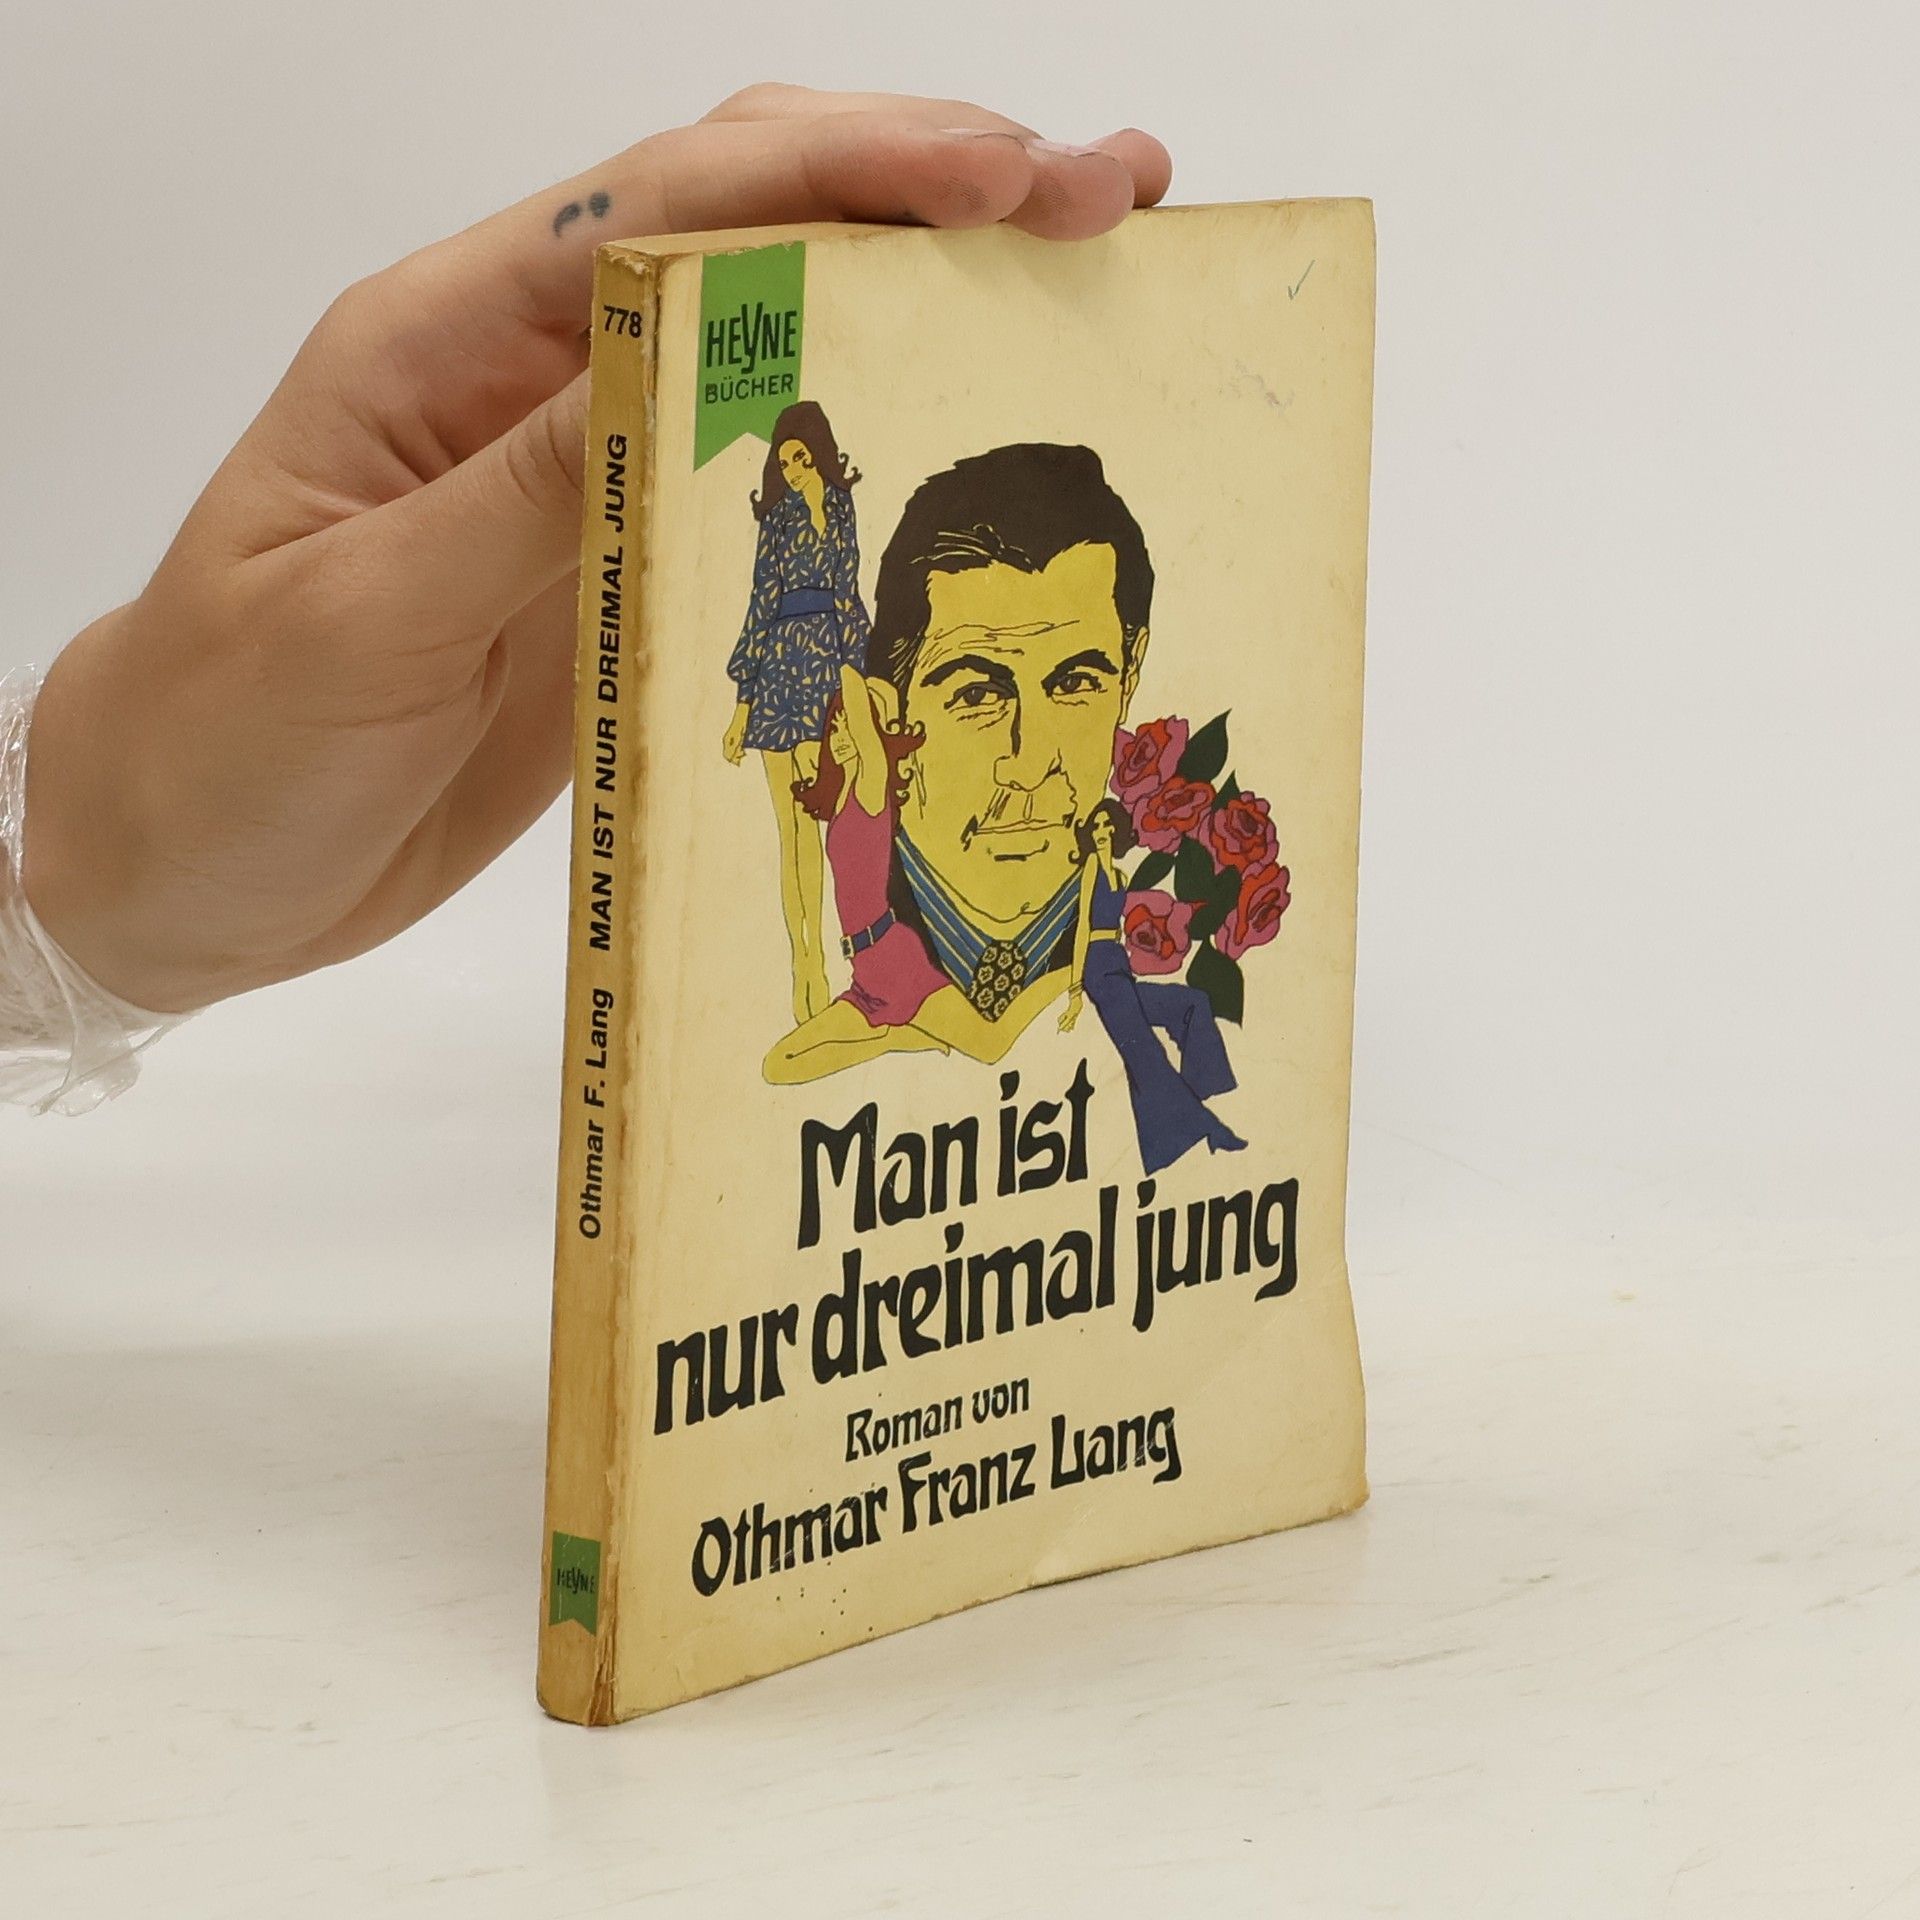 778
Othmar F. Lang MAN IST NUR DREIMAL JUNG
HEYNE
HEYNE
BÜCHER
Man ist
nur dreimal jung
Roman von
Othmar Franz Lang